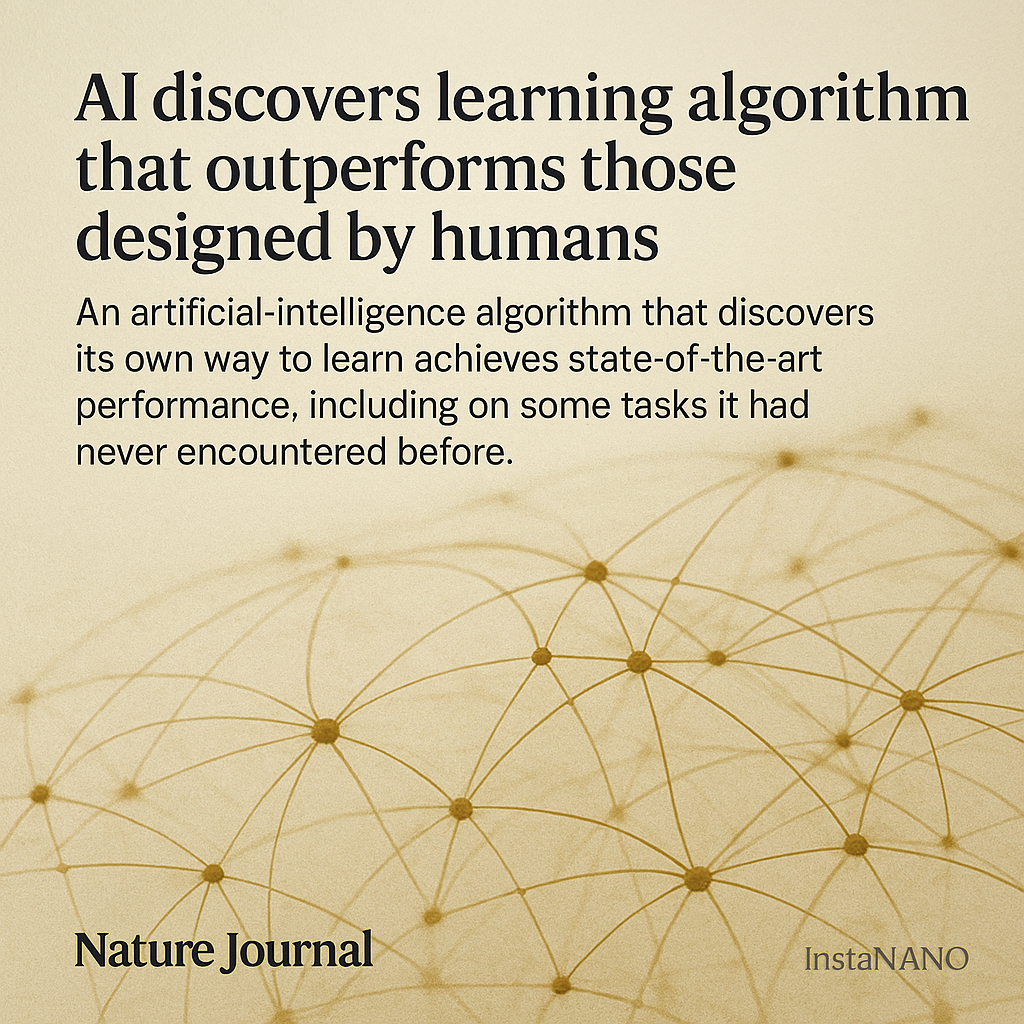 AI discovers learning algorithm
that outperforms those
designed by humans
An artificial-intelligence algorithm that discovers
its own way to learn achieves state-of-the-art
performance, including on some tasks it had
never encountered before.
Nature Journal
InstaNANO